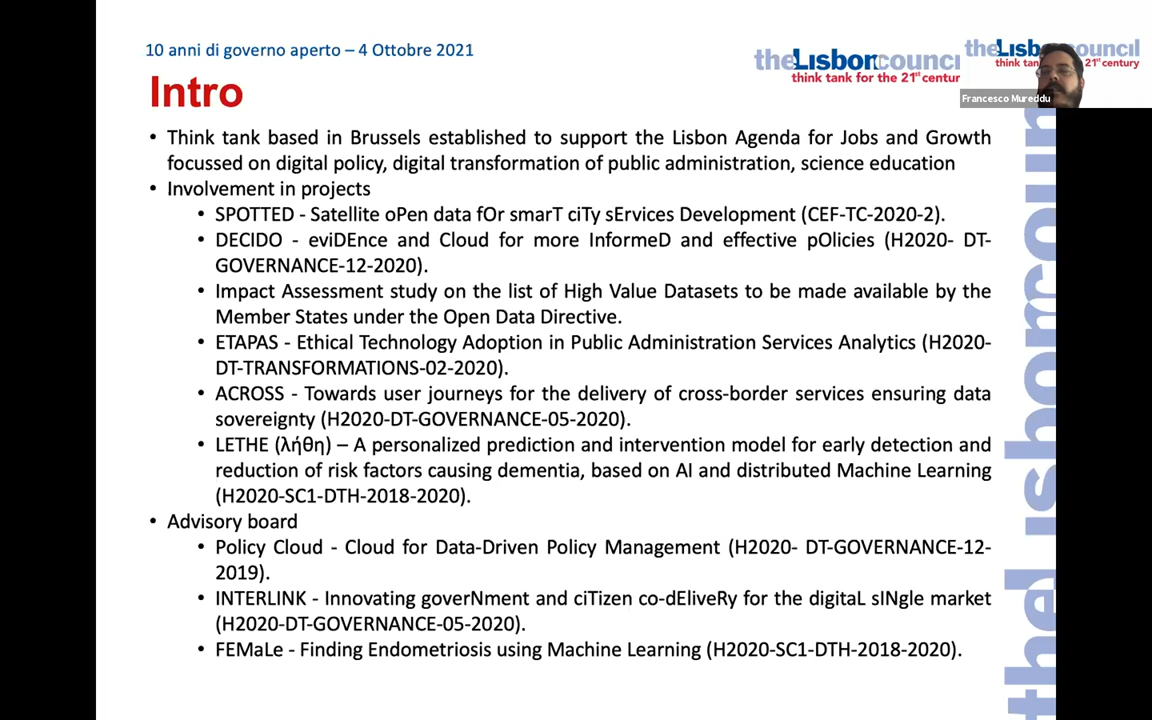 10 anni di governo aperto – 4 Ottobre 2021
theLisboncounci
think tank for the 21st centur
theLisb council
think tan 21st century
Francesco Mureddu
Intro
• Think tank based in Brussels established to support the Lisbon Agenda for Jobs and Growth
focussed on digital policy, digital transformation of public administration, science education
• Involvement in projects
• SPOTTED - Satellite oPen data fOr smarT ciTy sErvices Development (CEF-TC-2020-2).
• DECIDO - eviDEnce and Cloud for more InformeD and effective pOlicies (H2020- DT-
GOVERNANCE-12-2020).
• Impact Assessment study on the list of High Value Datasets to be made available by the
Member States under the Open Data Directive.
• ETAPAS - Ethical Technology Adoption in Public Administration Services Analytics (H2020-
DT-TRANSFORMATIONS-02-2020).
• ACROSS - Towards user journeys for the delivery of cross-border services ensuring data
sovereignty (H2020-DT-GOVERNANCE-05-2020).
• LETHE (λήθη) – A personalized prediction and intervention model for early detection and
reduction of risk factors causing dementia, based on AI and distributed Machine Learning
(H2020-SC1-DTH-2018-2020).
• Advisory board
• Policy Cloud - Cloud for Data-Driven Policy Management (H2020- DT-GOVERNANCE-12-
2019).
• INTERLINK - Innovating goverNment and ciTizen co-dEliveRy for the digitaL sINgle market
(H2020-DT-GOVERNANCE-05-2020).
• FEMaLe - Finding Endometriosis using Machine Learning (H2020-SC1-DTH-2018-2020).
thelisboncoun